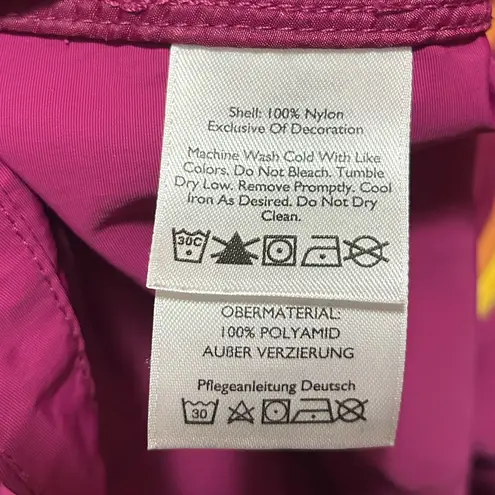 Shell: 100% Nylon
Exclusive Of Decoration
Machine Wash Cold With Like
Colors. Do Not Bleach. Tumble
Dry Low. Remove Promptly. Cool
Iron As Desired. Do Not Dry
Clean.
30C
OBERMATERIAL:
100% POLYAMID
AUßER VERZIERUNG
Pflegeanleitung Deutsch
30